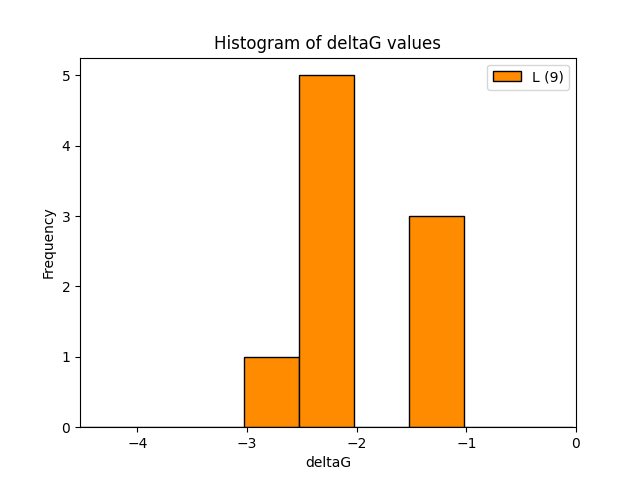 Histogram of deltaG values
L (9)
5
4
3
2
1
0
Frequency
−4
−3
−2
−1
0
deltaG